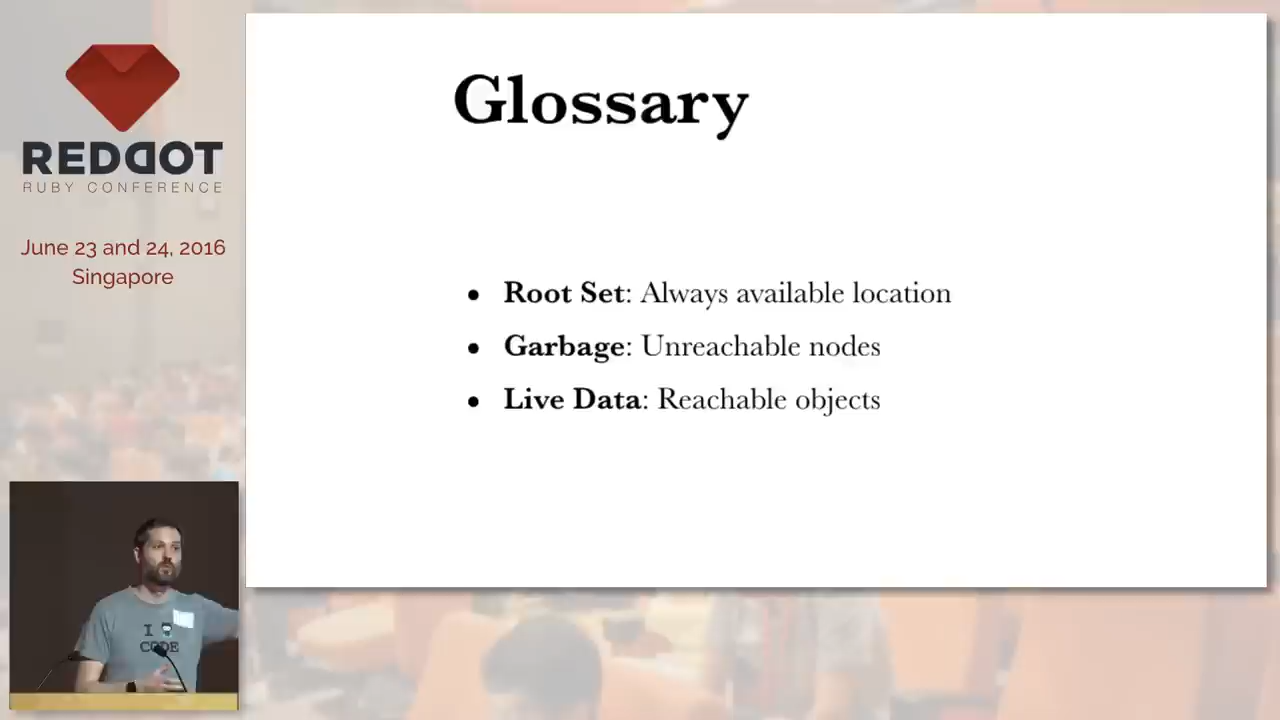 REDDOT
RUBY CONFERENCE
June 23 and 24, 2016
Singapore
Glossary
• Root Set: Always available location
• Garbage: Unreachable nodes
• Live Data: Reachable objects
I
CODE